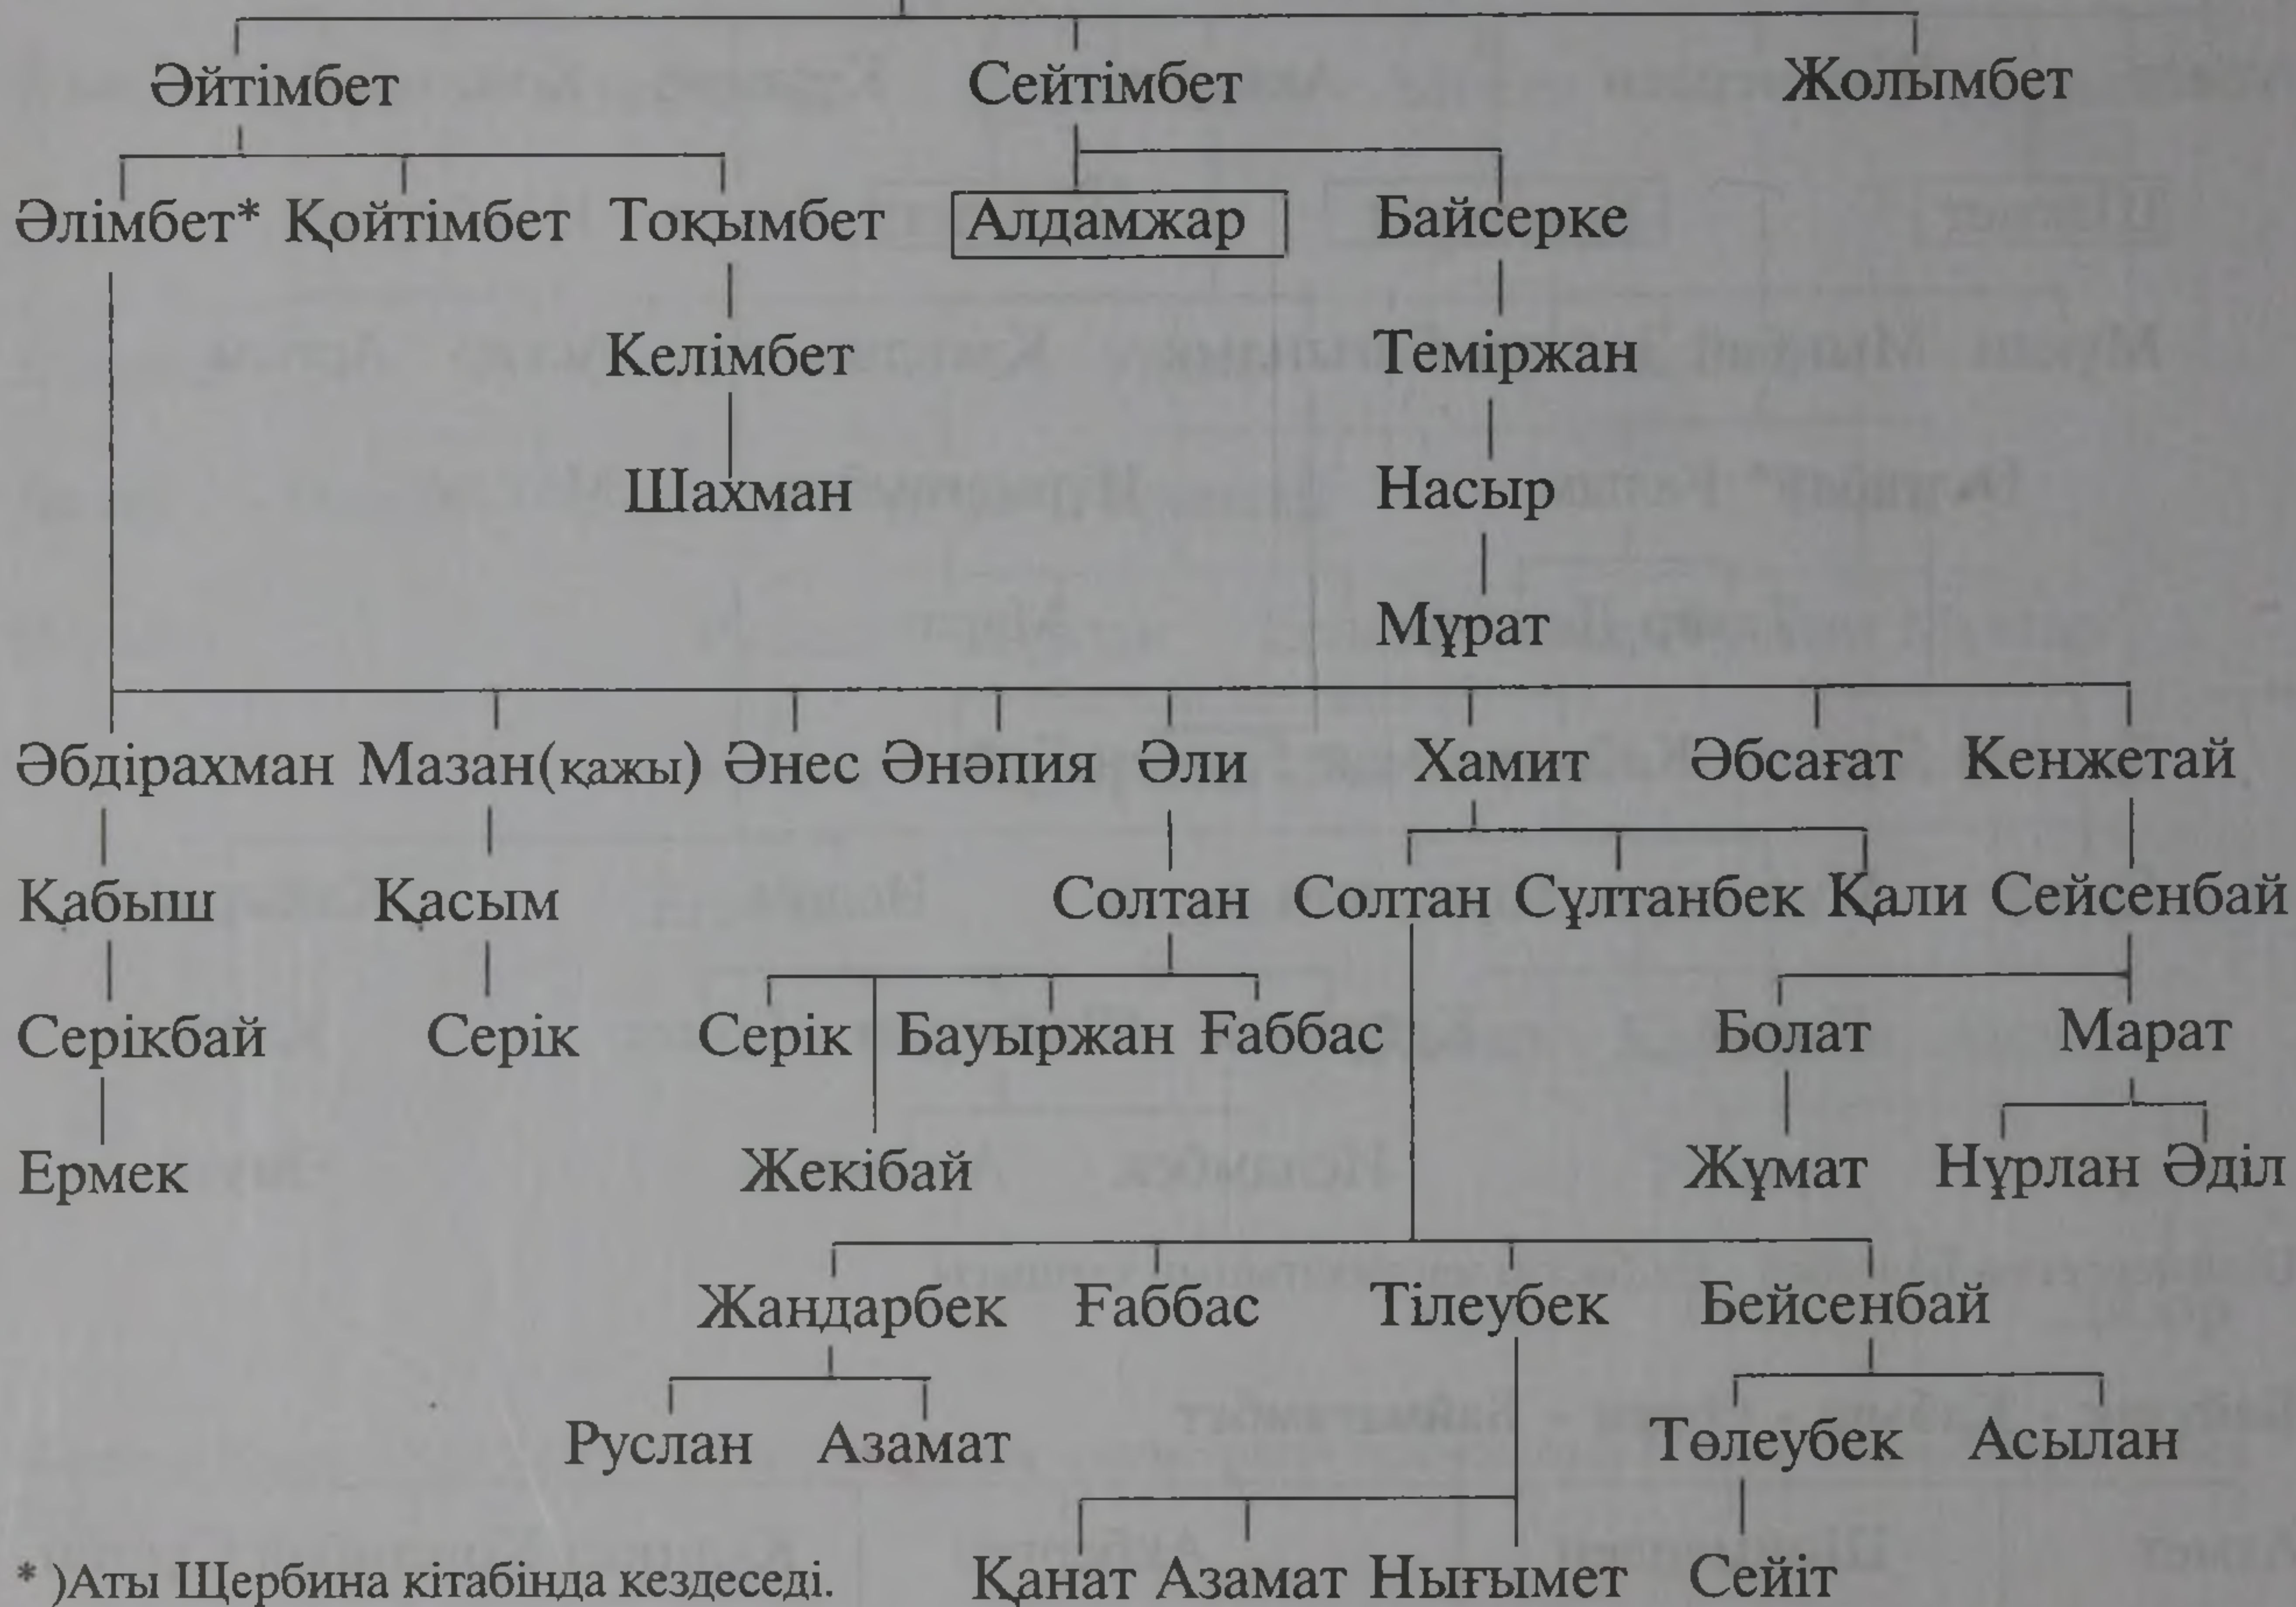 Әйтімбет Сейтімбет Жолымбет
Әлімбет* Қойтімбет Тоқымбет Алдамжар Байсерке
Келімбет Теміржан
Шахман Насыр
Мұрат
Әбдірахман Мазан(қажы) Әнес Әнәпия Әли Хамит Әбсағат Кенжетай
Қабыш Қасым Солтан Солтан Сұлтанбек Қали Сейсенбай
Серікбай Серік Серік Бауыржан Ғаббас Болат Марат
Ермек Жекібай Жұмат Нұрлан Әділ
Жандарбек Ғаббас Тілеубек Бейсенбай
Руслан Азамат Төлеубек Асылан
* )Аты Щербина кітабінда кездеседі. Қанат Азамат Нығымет Сейіт